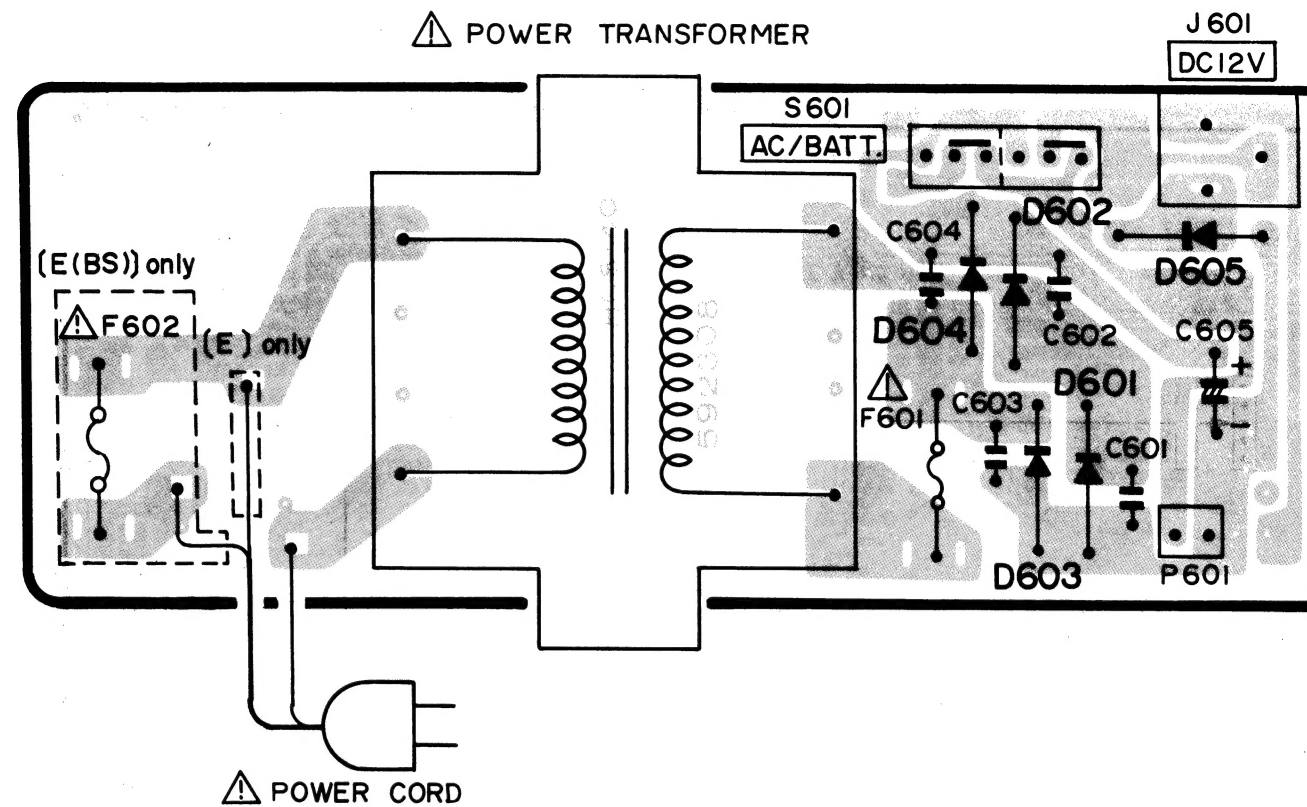 ⚠ POWER TRANSFORMER
J601
DC12V
S601
AC/BATT.
D602
C604
D605
[E(BS)] only
⚠ F602
[E] only
D604
C602
C605
+
⚠
F601
C603
D601
-
C601
592308
D603
P601
⚠ POWER CORD